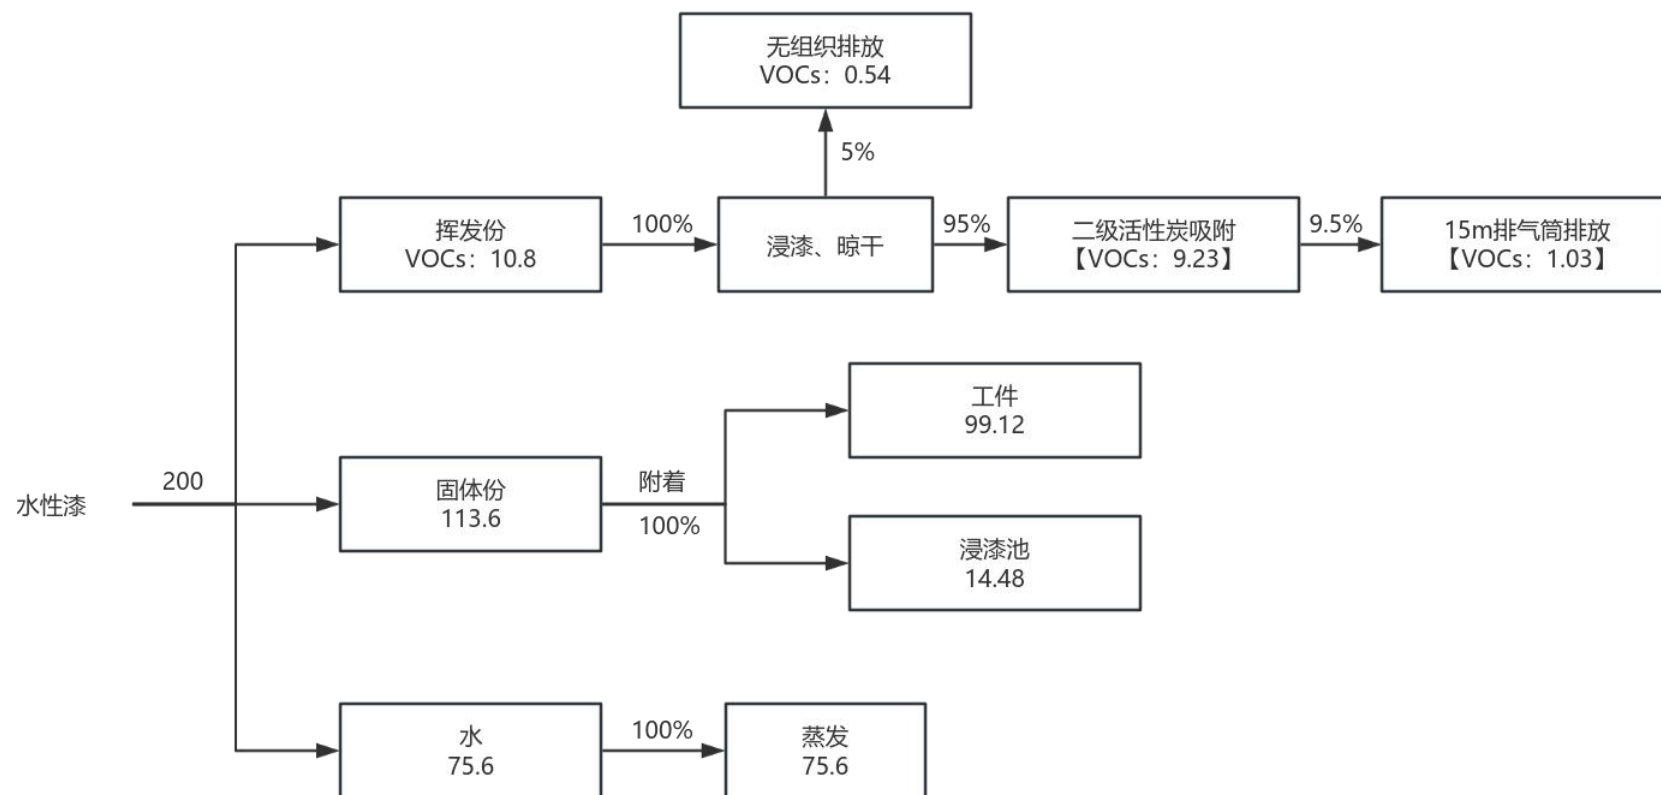 无组织排放
VOCs：0.54
5%
挥发份
VOCs：10.8
100%
浸漆、晾干
95%
二级活性炭吸附
【VOCs：9.23】
9.5%
15m排气筒排放
【VOCs：1.03】
工件
99.12
水性漆
200
固体份
113.6
附着
100%
浸漆池
14.48
水
75.6
100%
蒸发
75.6